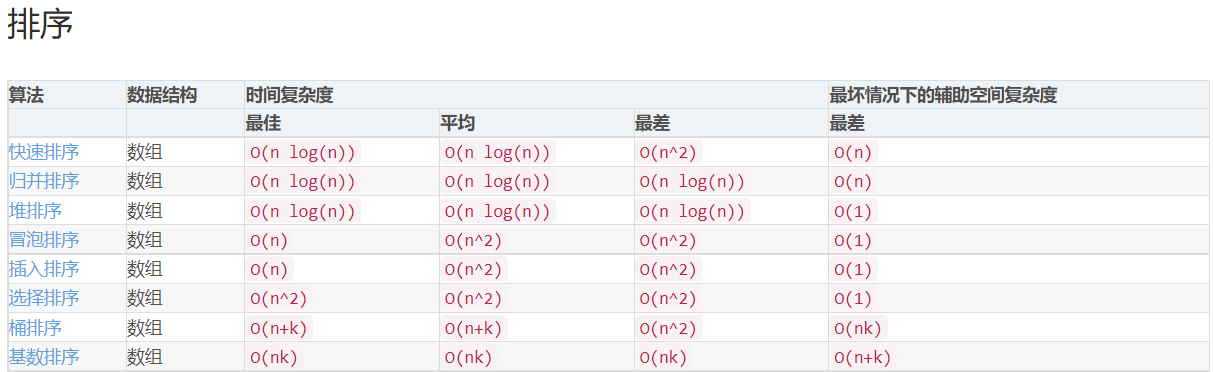 排序
算法 数据结构 时间复杂度 最坏情况下的辅助空间复杂度
最佳 平均 最差 最差
快速排序 数组 O(n log(n)) O(n log(n)) O(n^2) O(n)
归并排序 数组 O(n log(n)) O(n log(n)) O(n log(n)) O(n)
堆排序 数组 O(n log(n)) O(n log(n)) O(n log(n)) O(1)
冒泡排序 数组 O(n) O(n^2) O(n^2) O(1)
插入排序 数组 O(n) O(n^2) O(n^2) O(1)
选择排序 数组 O(n^2) O(n^2) O(n^2) O(1)
桶排序 数组 O(n+k) O(n+k) O(n^2) O(nk)
基数排序 数组 O(nk) O(nk) O(nk) O(n+k)